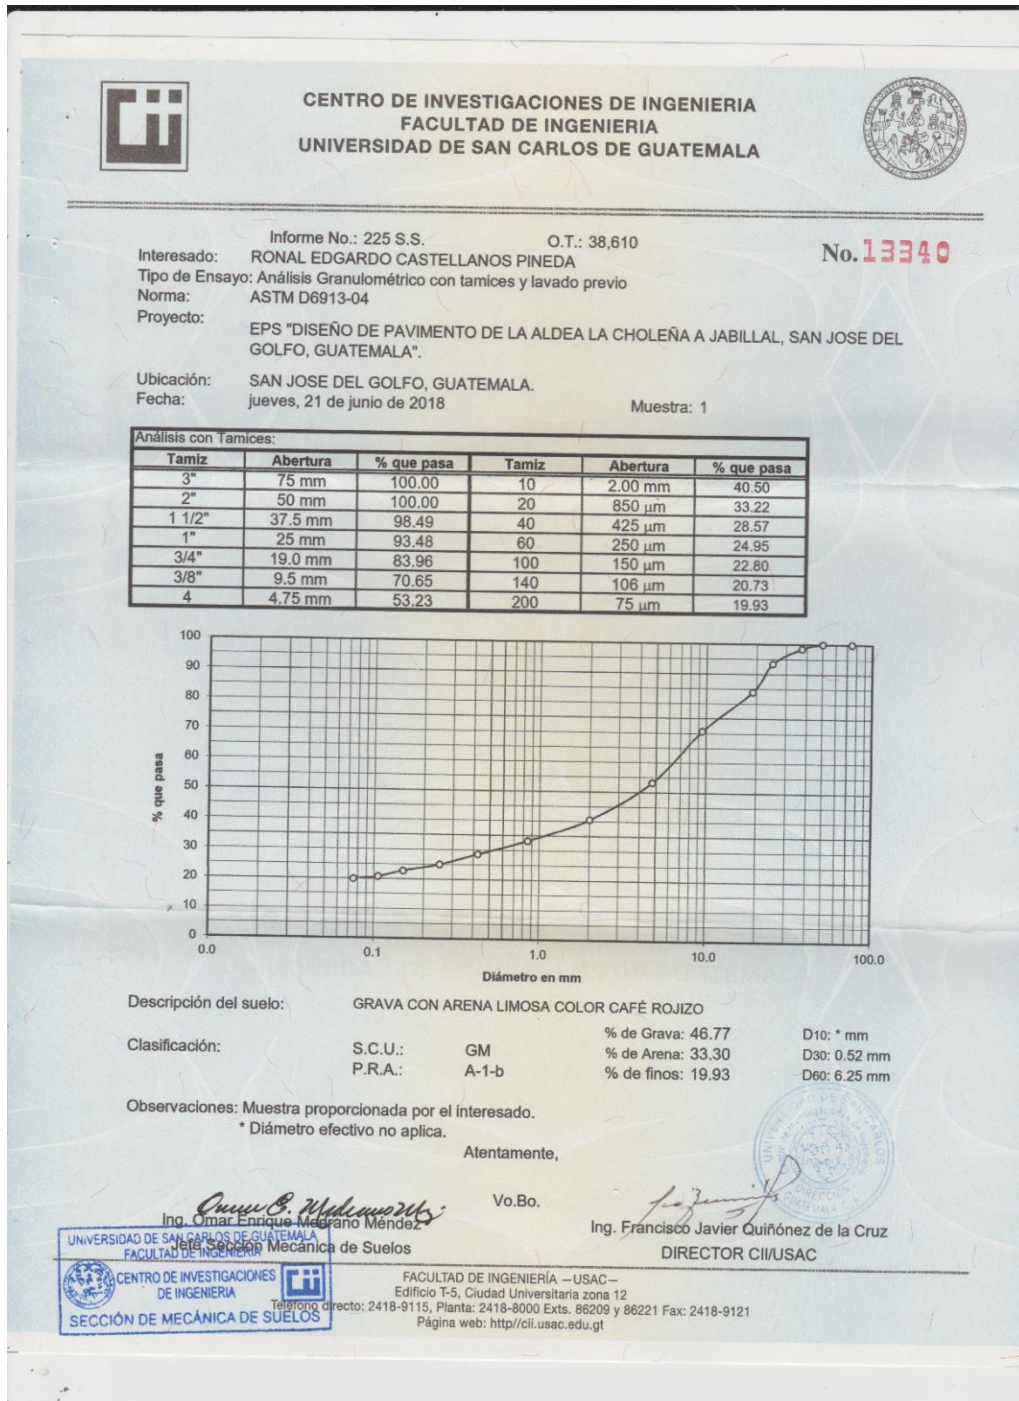 CENTRO DE INVESTIGACIONES DE INGENIERIA
FACULTAD DE INGENIERIA
UNIVERSIDAD DE SAN CARLOS DE GUATEMALA
Informe No.: 225 S.S. O.T.: 38,610
No. 13340
Interesado: RONAL EDGARDO CASTELLANOS PINEDA
Tipo de Ensayo: Análisis Granulométrico con tamices y lavado previo
Norma: ASTM D6913-04
Proyecto: EPS "DISEÑO DE PAVIMENTO DE LA ALDEA LA CHOLEÑA A JABILLAL, SAN JOSE DEL
GOLFO, GUATEMALA".
Ubicación: SAN JOSE DEL GOLFO, GUATEMALA.
Fecha: jueves, 21 de junio de 2018 Muestra: 1
Análisis con Tamices:
Tamiz Abertura % que pasa Tamiz Abertura % que pasa
3" 75 mm 100.00 10 2.00 mm 40.50
2" 50 mm 100.00 20 850 µm 33.22
1 1/2" 37.5 mm 98.49 40 425 µm 28.57
1" 25 mm 93.48 60 250 µm 24.95
3/4" 19.0 mm 83.96 100 150 µm 22.80
3/8" 9.5 mm 70.65 140 106 µm 20.73
4 4.75 mm 53.23 200 75 µm 19.93
100
90
80
70
60
50
40
30
20
10
0
% que pasa
0.0 0.1 1.0 10.0 100.0
Diámetro en mm
Descripción del suelo: GRAVA CON ARENA LIMOSA COLOR CAFÉ ROJIZO
% de Grava: 46.77 D10: * mm
Clasificación: S.C.U.: GM % de Arena: 33.30 D30: 0.52 mm
P.R.A.: A-1-b % de finos: 19.93 D60: 6.25 mm
Observaciones: Muestra proporcionada por el interesado.
* Diámetro efectivo no aplica.
Atentamente,
Vo.Bo.
Ing. Omar Enrique Medrano Méndez
Jefe Sección Mecánica de Suelos
Ing. Francisco Javier Quiñónez de la Cruz
DIRECTOR CII/USAC
UNIVERSIDAD DE SAN CARLOS DE GUATEMALA
FACULTAD DE INGENIERIA
CENTRO DE INVESTIGACIONES
DE INGENIERIA
SECCIÓN DE MECÁNICA DE SUELOS
FACULTAD DE INGENIERÍA —USAC—
Edificio T-5, Ciudad Universitaria zona 12
Teléfono directo: 2418-9115, Planta: 2418-8000 Exts. 86209 y 86221 Fax: 2418-9121
Página web: http//cii.usac.edu.gt